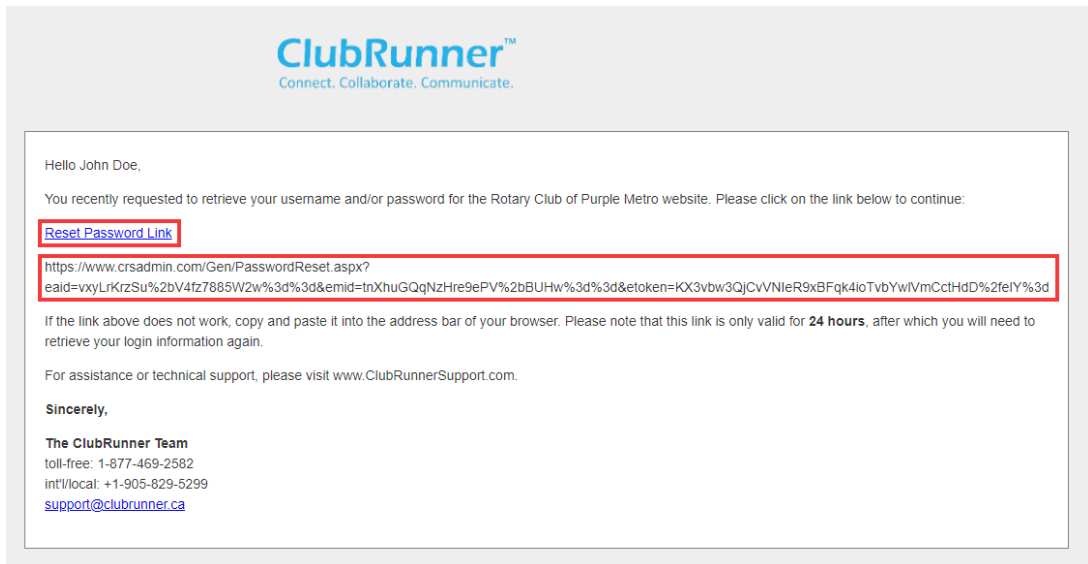 ClubRunner™
Connect. Collaborate. Communicate.
Hello John Doe,
You recently requested to retrieve your username and/or password for the Rotary Club of Purple Metro website. Please click on the link below to continue:
Reset Password Link
https://www.crsadmin.com/Gen/PasswordReset.aspx?
eaid=vxyLrKrzSu%2bV4fz7885W2w%3d%3d&emid=tnXhuGQqNzHre9ePV%2bBUHw%3d%3d&etoken=KX3vbw3QjCvVNIeR9xBFqk4ioTvbYwlVmCctHdD%2feIY%3d
If the link above does not work, copy and paste it into the address bar of your browser. Please note that this link is only valid for 24 hours, after which you will need to
retrieve your login information again.
For assistance or technical support, please visit www.ClubRunnerSupport.com.
Sincerely,
The ClubRunner Team
toll-free: 1-877-469-2582
int'l/local: +1-905-829-5299
support@clubrunner.ca